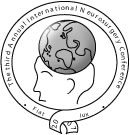 The third Annual International Neurosurgery Conference
• Fiat lux •